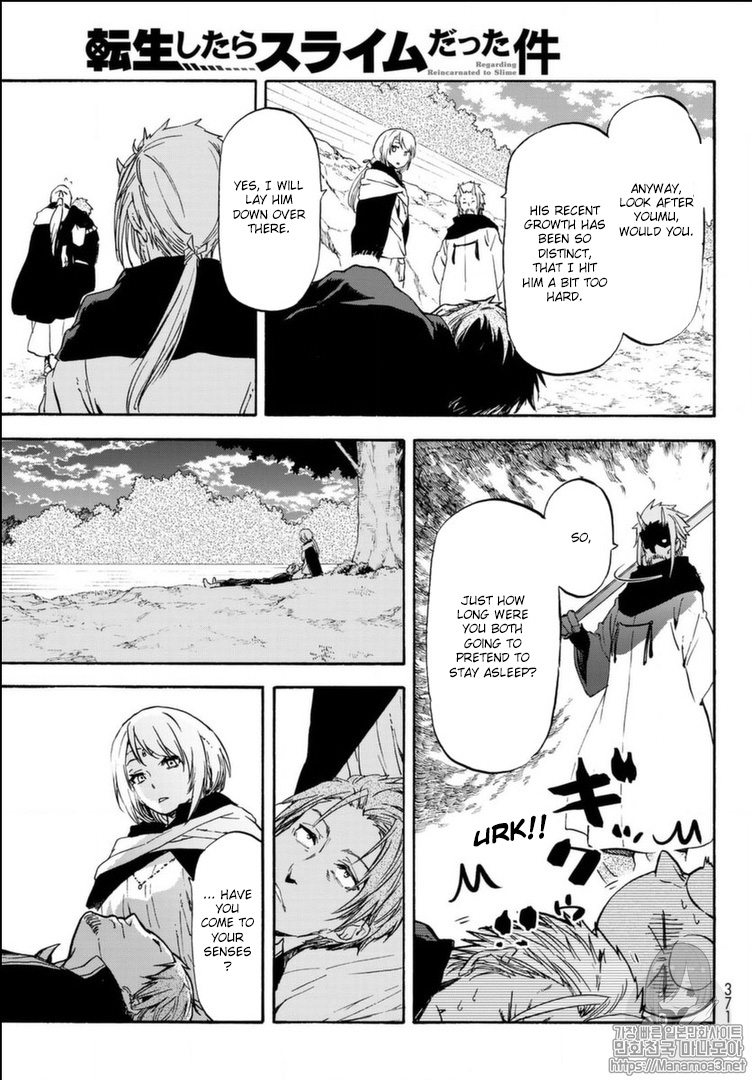 転生したらスライムだった件
Regarding
Reincarnated to Slime
ANYWAY,
LOOK AFTER
YOUMU,
WOULD YOU.
HIS RECENT
GROWTH HAS
BEEN SO
DISTINCT,
THAT I HIT
HIM A BIT TOO
HARD.
YES, I WILL
LAY HIM
DOWN OVER
THERE.
SO,
JUST HOW
LONG WERE
YOU BOTH
GOING TO
PRETEND TO
STAY ASLEEP?
ギクッ
URK!!
.... HAVE
YOU
COME TO
YOUR
SENSES
?
371
가장 빠른 일본만화사이트
만화천국 마나모아
https://Manamoa3.net